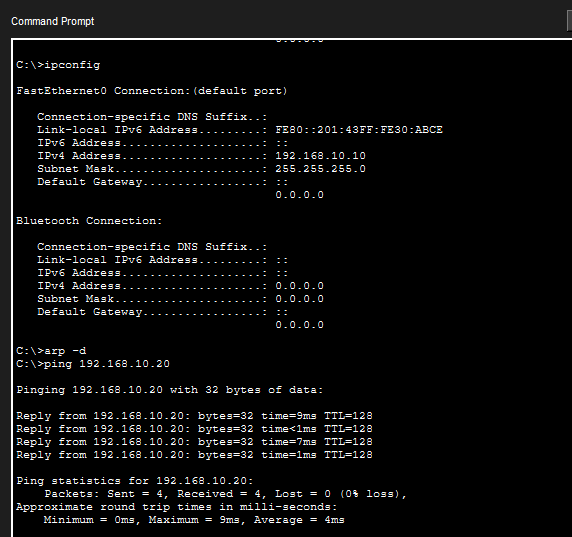 Command Prompt
C:\>ipconfig
FastEthernet0 Connection:(default port)
Connection-specific DNS Suffix..:
Link-local IPv6 Address.........: FE80::201:43FF:FE30:ABCE
IPv6 Address....................: ::
IPv4 Address....................: 192.168.10.10
Subnet Mask.....................: 255.255.255.0
Default Gateway.................: ::
0.0.0.0
Bluetooth Connection:
Connection-specific DNS Suffix..:
Link-local IPv6 Address.........: ::
IPv6 Address....................: ::
IPv4 Address....................: 0.0.0.0
Subnet Mask.....................: 0.0.0.0
Default Gateway.................: ::
0.0.0.0
C:\>arp -d
C:\>ping 192.168.10.20
Pinging 192.168.10.20 with 32 bytes of data:
Reply from 192.168.10.20: bytes=32 time=9ms TTL=128
Reply from 192.168.10.20: bytes=32 time<1ms TTL=128
Reply from 192.168.10.20: bytes=32 time=7ms TTL=128
Reply from 192.168.10.20: bytes=32 time=1ms TTL=128
Ping statistics for 192.168.10.20:
Packets: Sent = 4, Received = 4, Lost = 0 (0% loss),
Approximate round trip times in milli-seconds:
Minimum = 0ms, Maximum = 9ms, Average = 4ms